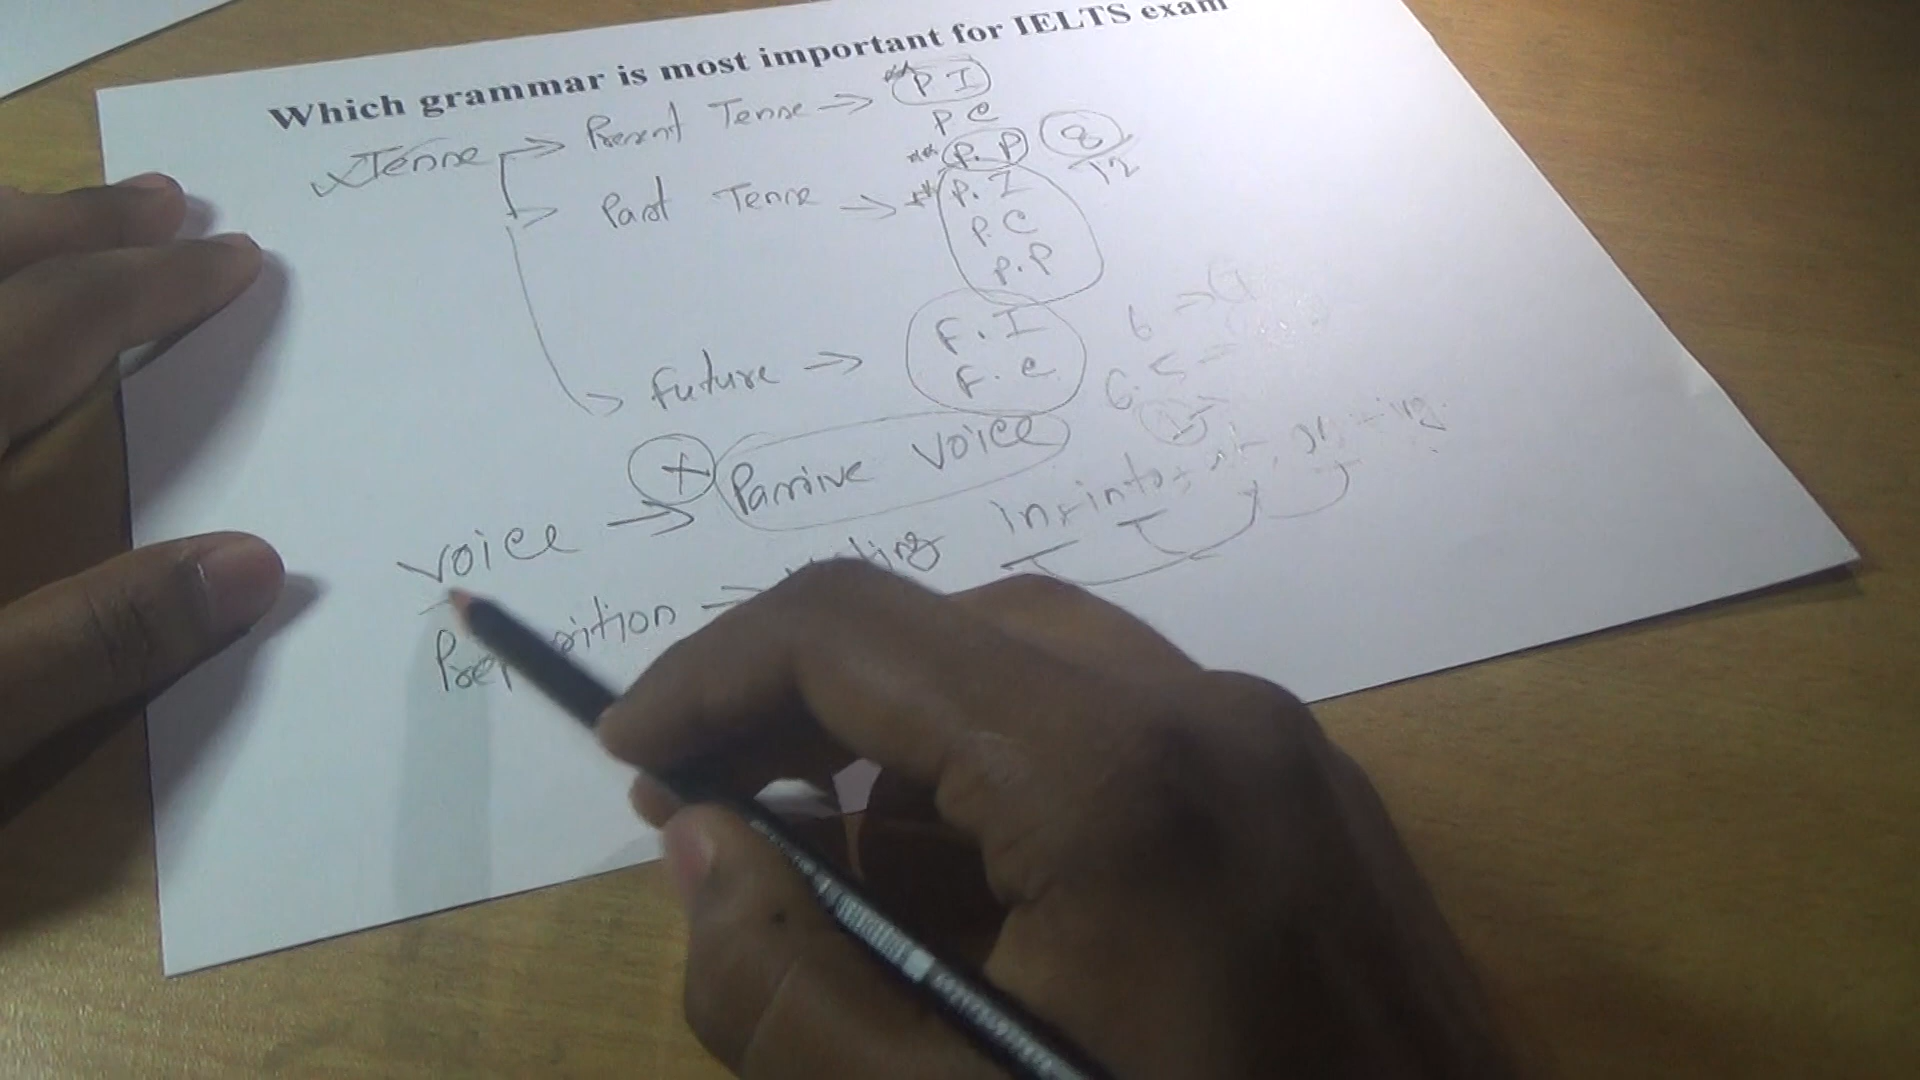 Which grammar is most important for IELTS exam
Tense → Present Tense → P I
P C
P. P 8/12
Past Tense → P. I
P. C
P. P
Future → F. I
F. C
6 →
6.5 -
Voice → + Passive Voice
Preposition → in, into,